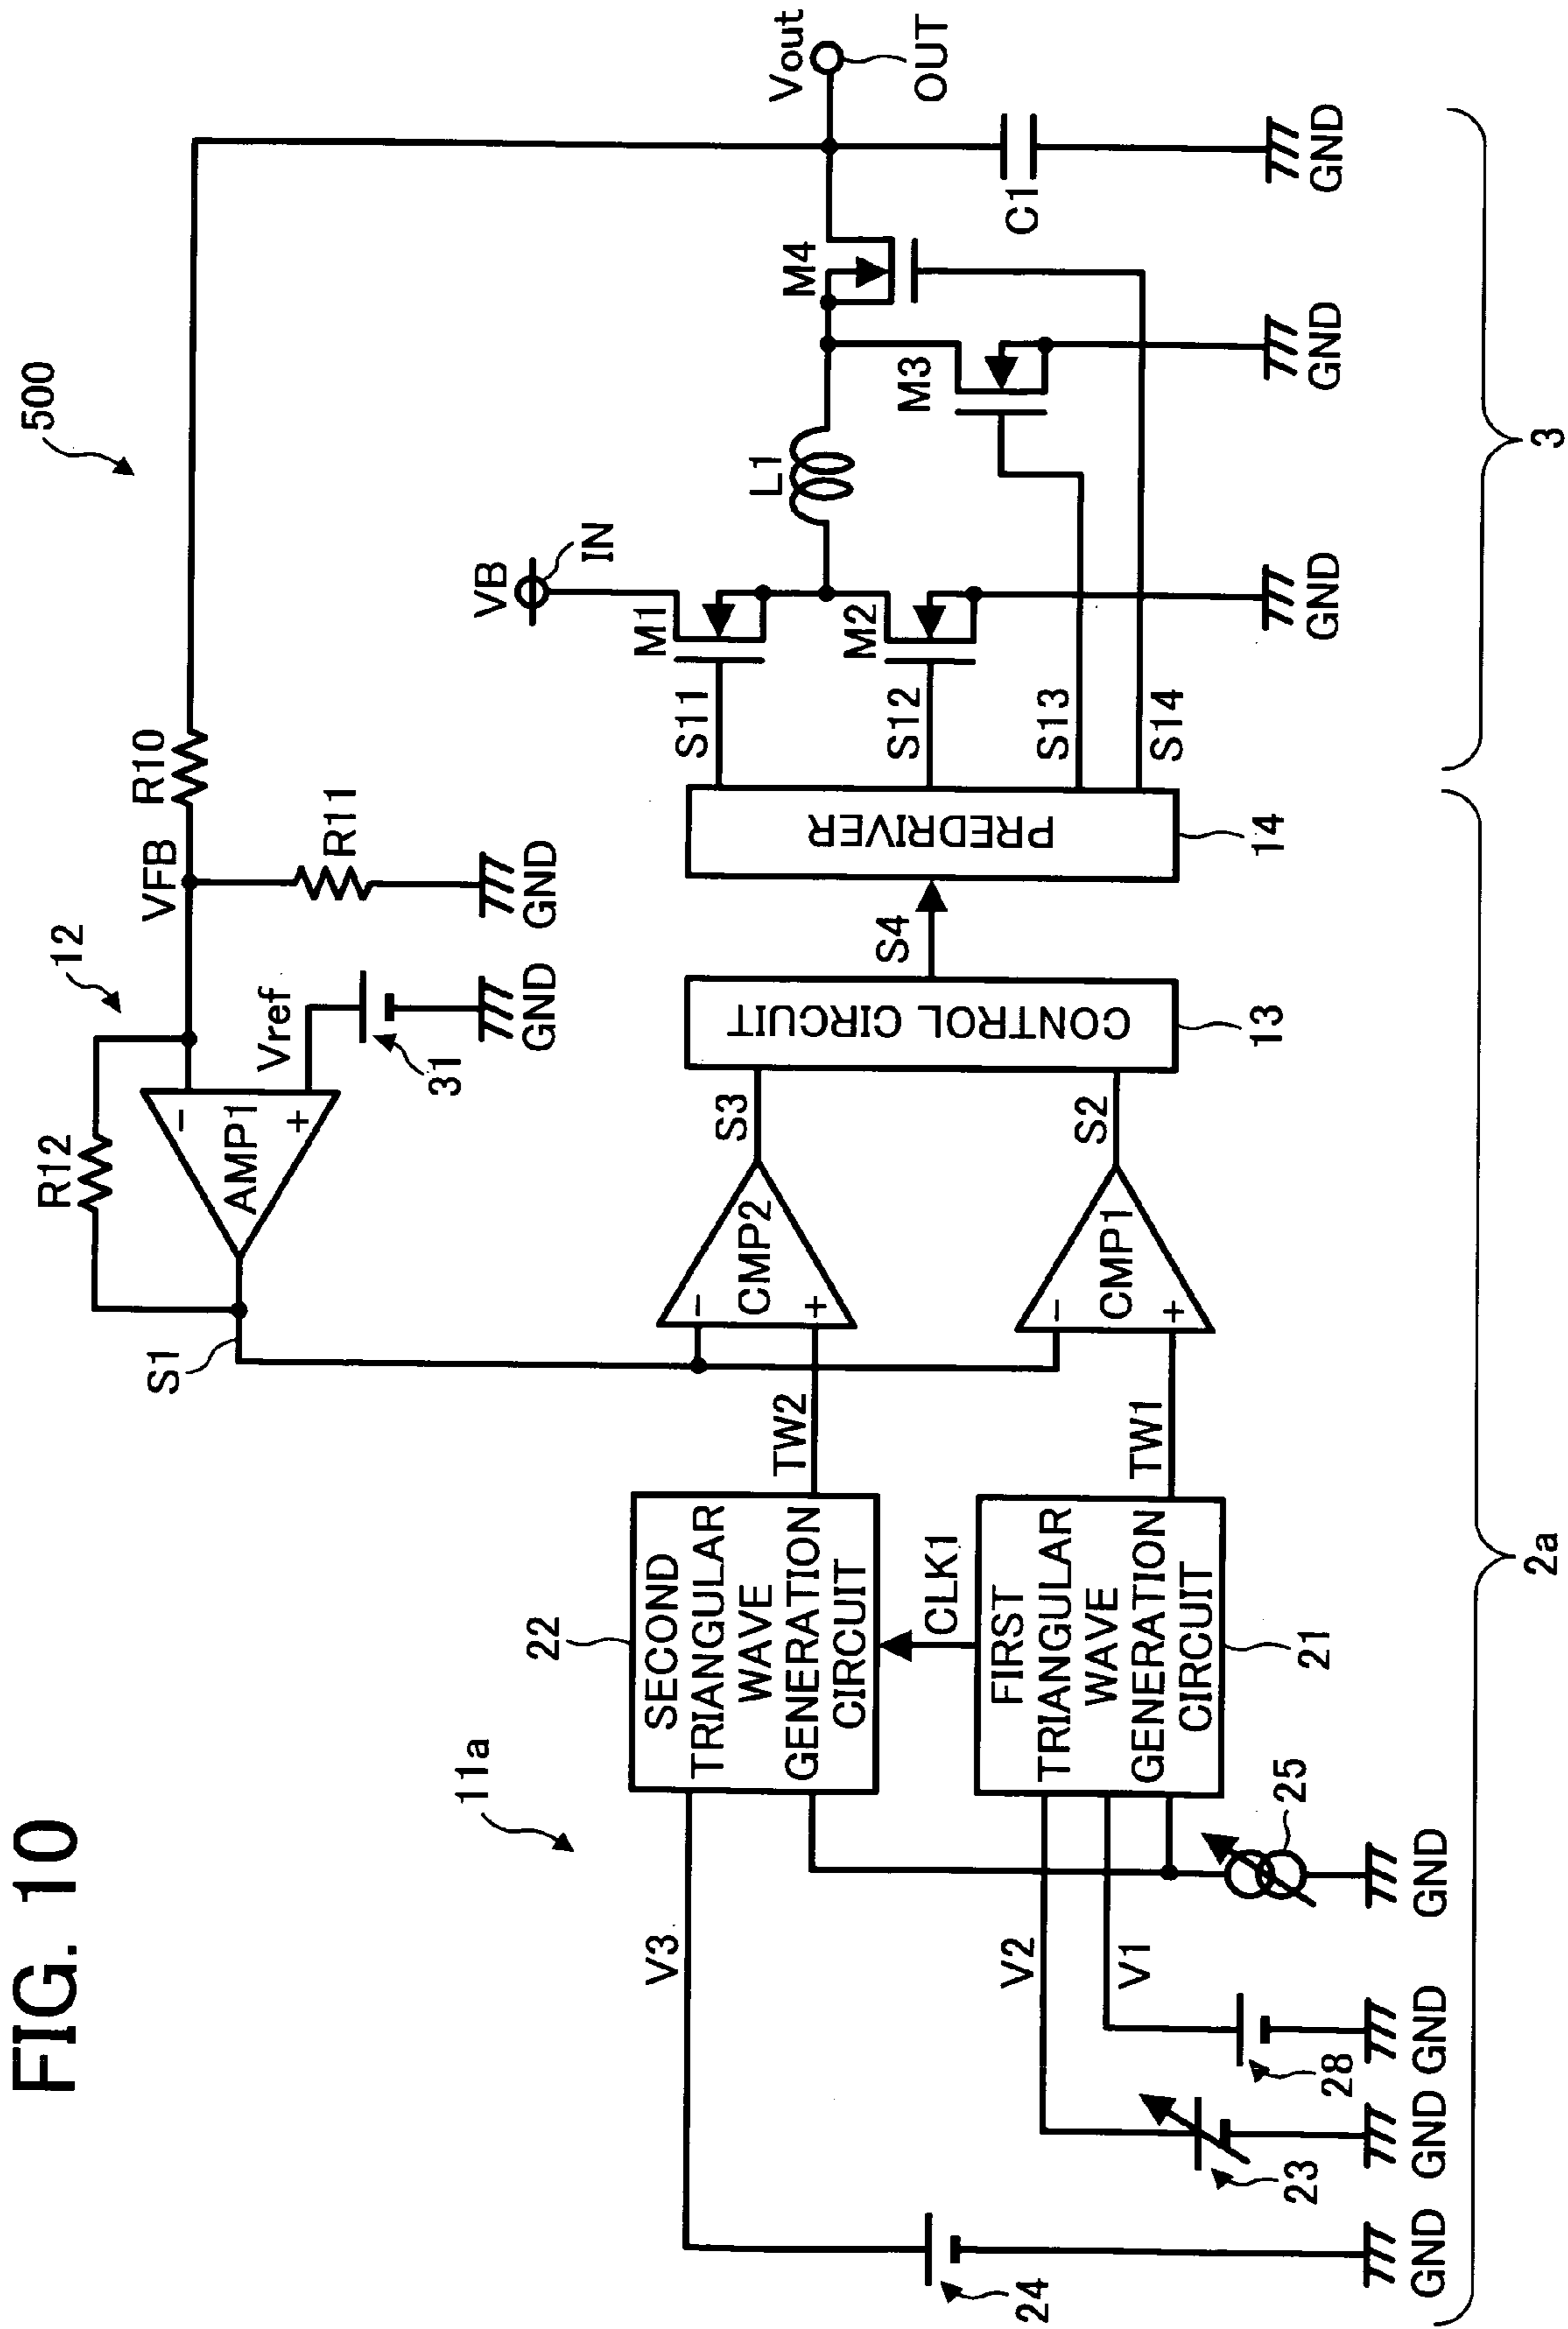 FIG. 10
500
12
R12
AMP1
-
+
VFB
R10
R11
GND
Vref
31
GND
S1
11a
22
SECOND
TRIANGULAR
WAVE
GENERATION
CIRCUIT
V3
TW2
CMP2
-
+
S3
CLK1
FIRST
TRIANGULAR
WAVE
GENERATION
CIRCUIT
21
V2
V1
TW1
CMP1
-
+
S2
24
GND
23
GND
28
GND
25
GND
CONTROL CIRCUIT
13
S4
PREDRIVER
14
S11
S12
S13
S14
VB
IN
M1
M2
GND
L1
M3
GND
M4
C1
GND
Vout
OUT
2a
3